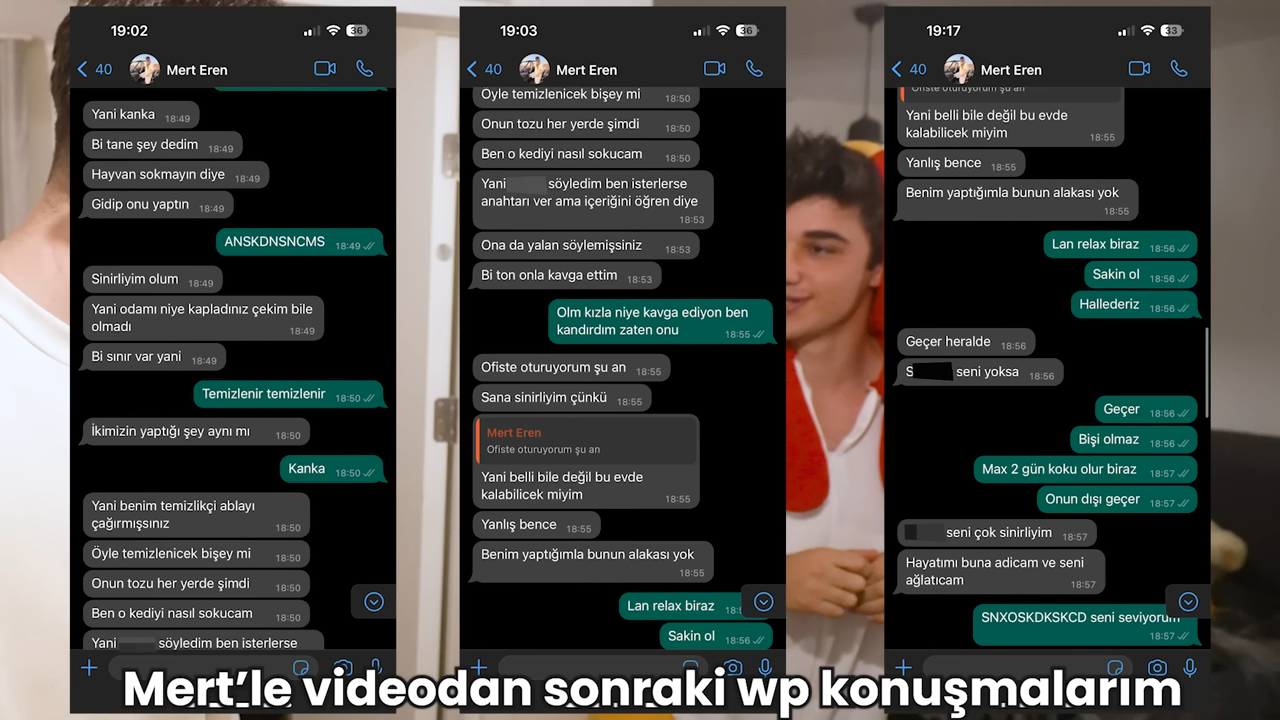 19:02
36
40
Mert Eren
Yani kanka 18:49
Bi tane şey dedim 18:49
Hayvan sokmayın diye 18:49
Gidip onu yaptın 18:49
ANSKDNSNCMS 18:49
Sinirliyim olum 18:49
Yani odamı niye kapladınız çekim bile
olmadı 18:49
Bi sınır var yani 18:49
Temizlenir temizlenir 18:50
İkimizin yaptığı şey aynı mı 18:50
Kanka 18:50
Yani benim temizlikçi ablayı
çağırmışsınız 18:50
Öyle temizlenicek bişey mi 18:50
Onun tozu her yerde şimdi 18:50
Ben o kediyi nasıl sokucam 18:50
Yani söyledim ben isterlerse
19:03
36
40
Mert Eren
Öyle temizlenicek bişey mi 18:50
Onun tozu her yerde şimdi 18:50
Ben o kediyi nasıl sokucam 18:50
Yani söyledim ben isterlerse
anahtarı ver ama içeriğini öğren diye
18:53
Ona da yalan söylemişsiniz 18:53
Bi ton onla kavga ettim 18:53
Olm kızla niye kavga ediyon ben
kandırdım zaten onu 18:55
Ofiste oturuyorum şu an 18:55
Sana sinirliyim çünkü 18:55
Mert Eren
Ofiste oturuyorum şu an
Yani belli bile değil bu evde
kalabilicek miyim 18:55
Yanlış bence 18:55
Benim yaptığımla bunun alakası yok
18:55
Lan relax biraz
Sakin ol 18:56
19:17
33
40
Mert Eren
Ofiste oturuyorum şu an
Yani belli bile değil bu evde
kalabilicek miyim 18:55
Yanlış bence 18:55
Benim yaptığımla bunun alakası yok
18:55
Lan relax biraz 18:56
Sakin ol 18:56
Hallederiz 18:56
Geçer heralde 18:56
S seni yoksa 18:56
Geçer 18:56
Bişi olmaz 18:56
Max 2 gün koku olur biraz 18:57
Onun dışı geçer 18:57
seni çok sinirliyim 18:57
Hayatımı buna adicam ve seni
ağlatıcam 18:57
SNXOSKDKSKCD seni seviyorum
18:57
Mert'le videodan sonraki wp konuşmalarım